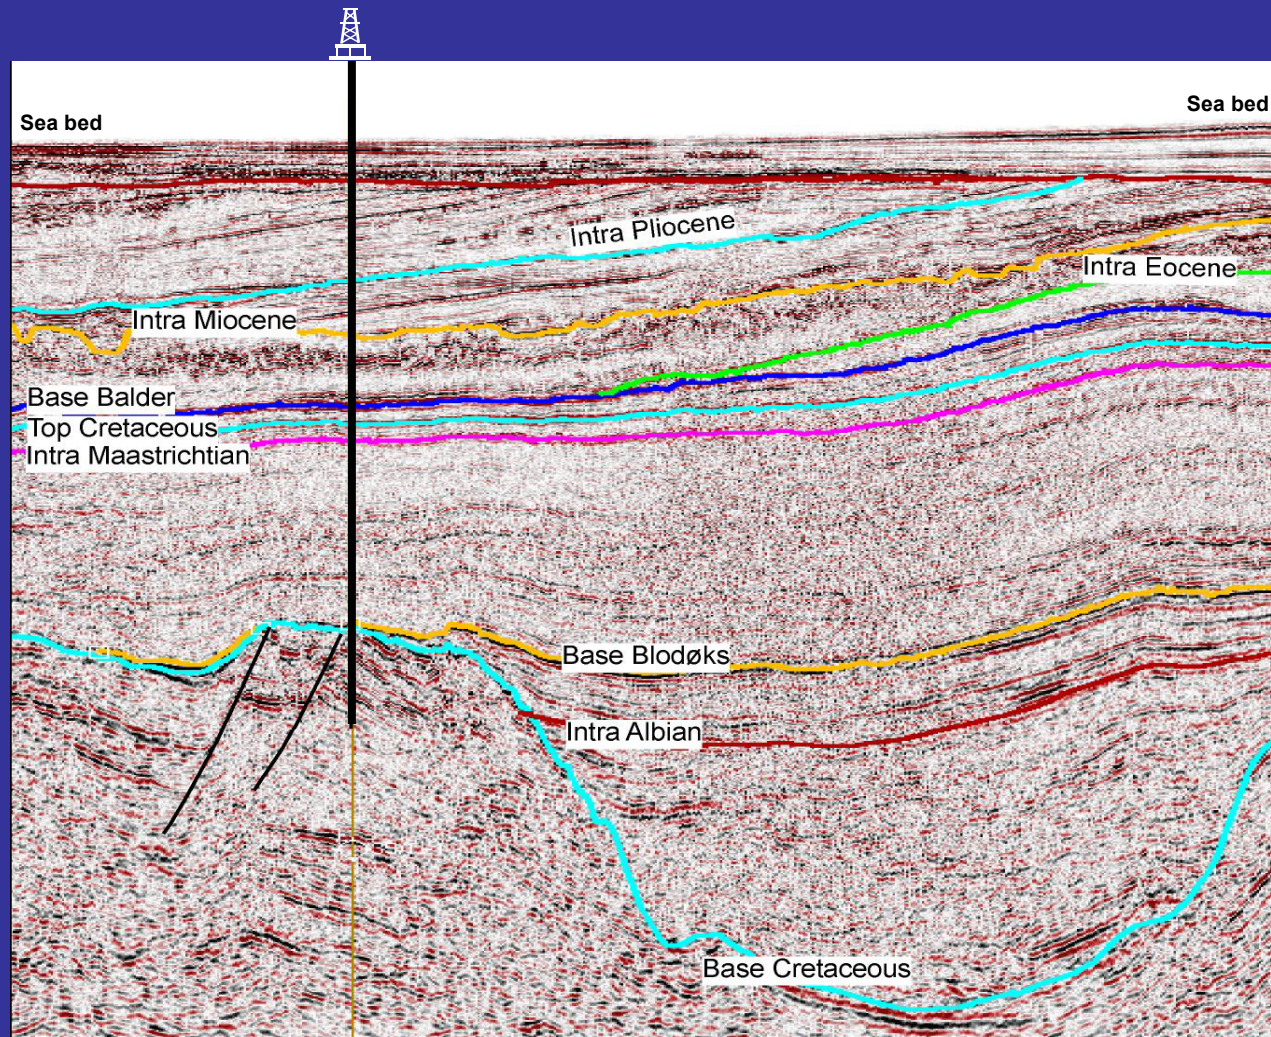 Sea bed
Sea bed
Intra Pliocene
Intra Eocene
Intra Miocene
Base Balder
Top Cretaceous
Intra Maastrichtian
Base Blodøks
Intra Albian
Base Cretaceous